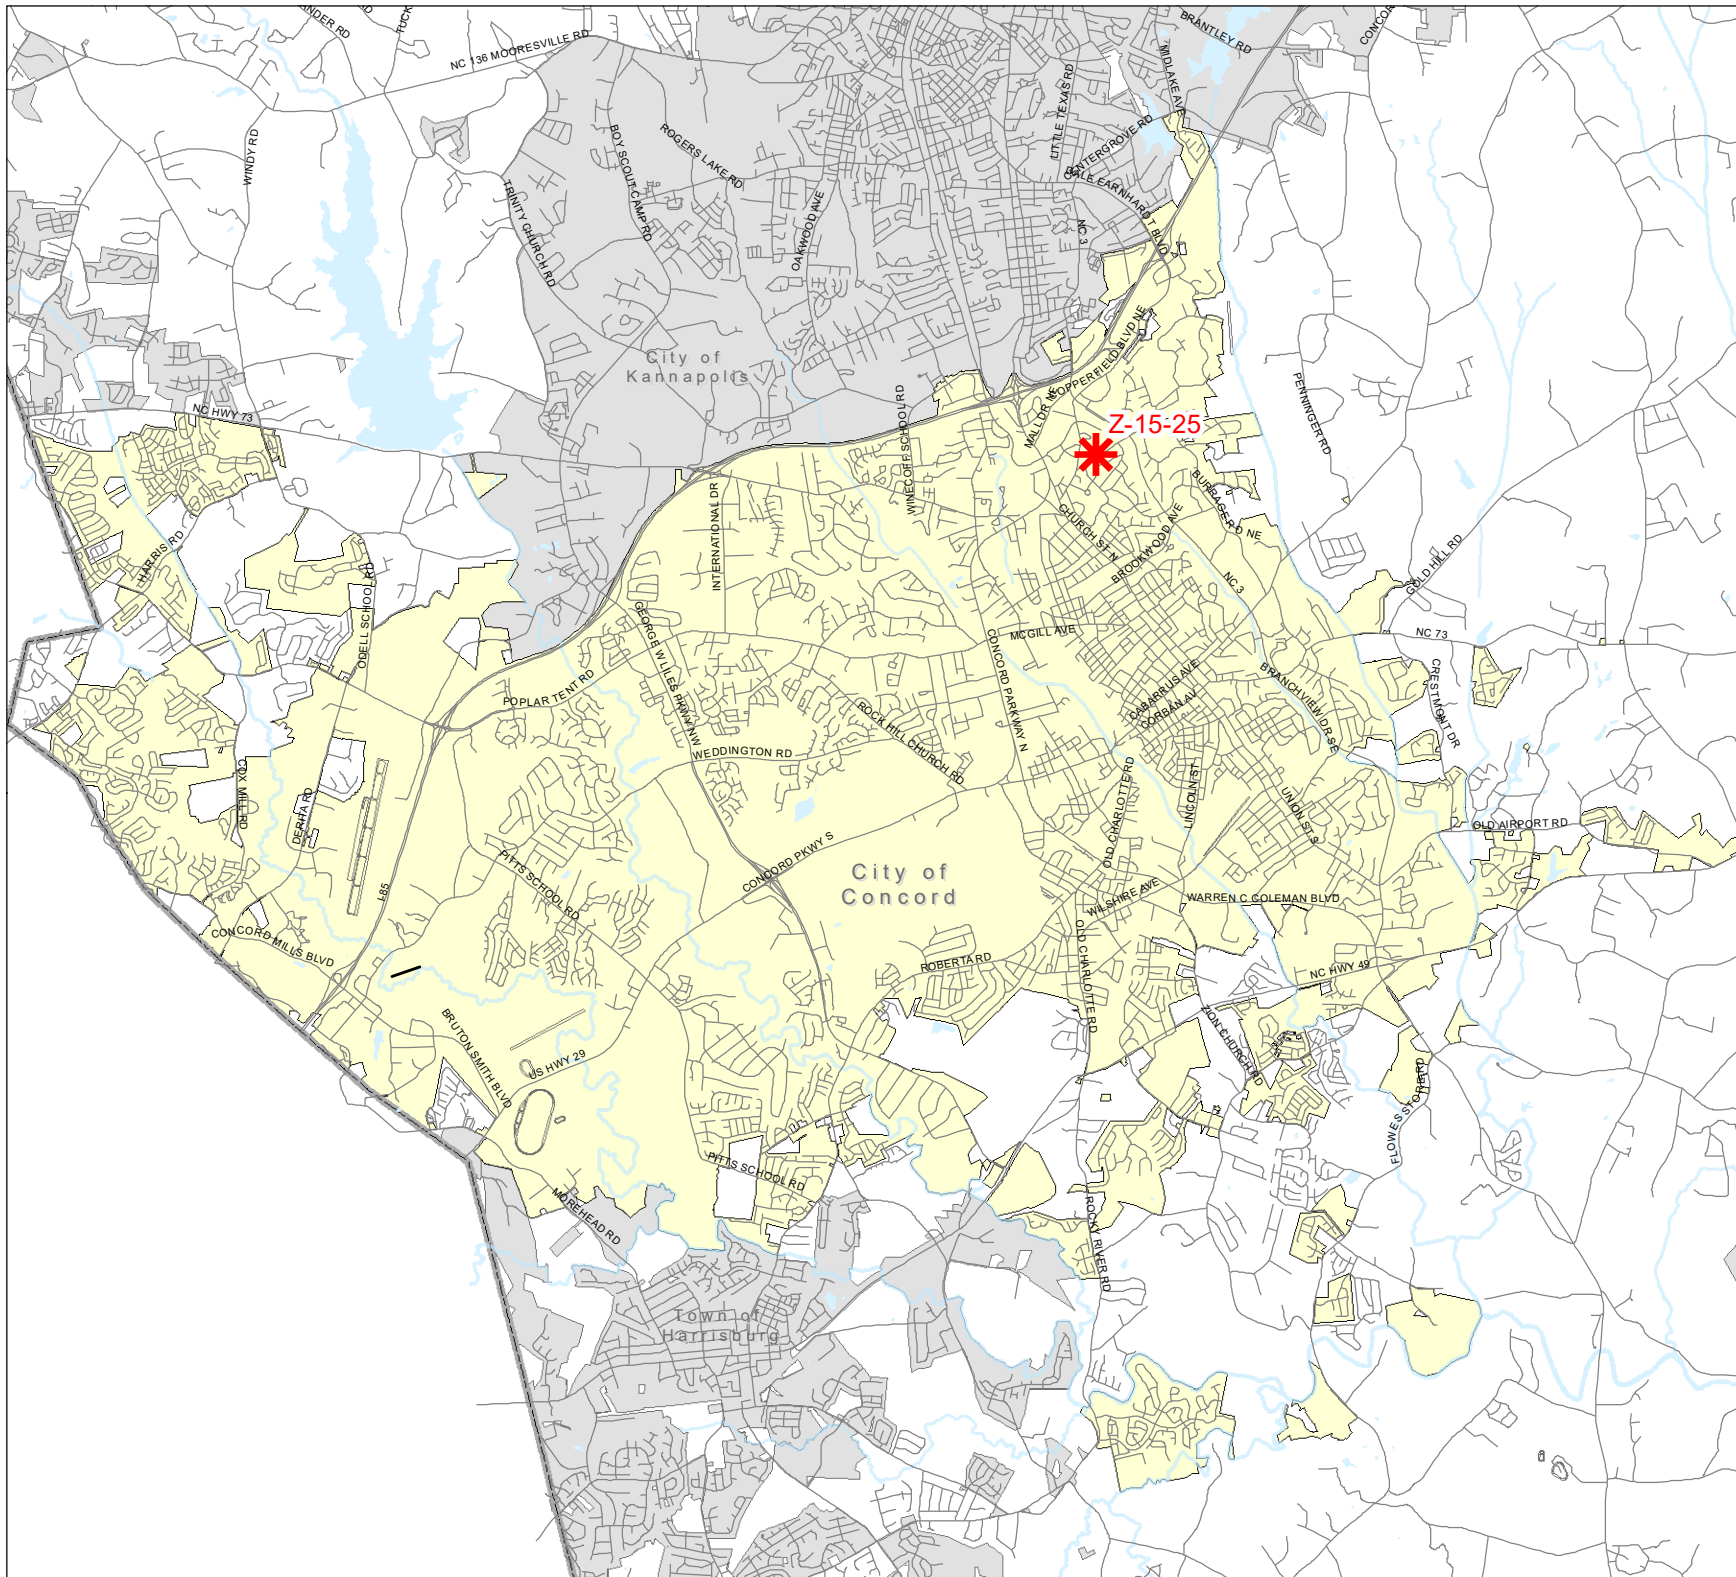 BRANTLEY RD
NC 136 MOORESVILLE RD
MIDLAKE AVE
WINDY RD
BOY SCOUT CAMP RD
ROGERS LAKE RD
LITTLE TEXAS RD
TRINITY CHURCH RD
OAKWOOD AVE
DALE EARNHARDT BLVD
NC 3
City of
Kannapolis
COPPERFIELD BLVD NE
MALL DR NE
PENNINGER RD
NC HWY 73
WINECOFF SCHOOL RD
Z-15-25
INTERNATIONAL DR
BURRAGE RD NE
CHURCH ST N
BROOKWOOD AVE
HARRIS RD
ODELL SCHOOL RD
NC 3
GOLD HILL RD
GEORGE W LILES PKWY NW
MCGILL AVE
NC 73
CONCORD PARKWAY N
POPLAR TENT RD
CABARRUS AVE
CORBAN AV
BRANCHVIEW DR SE
CRESTMONT DR
ROCK HILL CHURCH RD
WEDDINGTON RD
COX MILL RD
DERITA RD
OLD CHARLOTTE RD
LINCOLN ST
UNION ST S
OLD AIRPORT RD
I-85
PITTS SCHOOL RD
CONCORD PKWY S
City of
Concord
WILSHIRE AVE
WARREN C COLEMAN BLVD
CONCORD MILLS BLVD
ROBERTA RD
OLD CHARLOTTE RD
NC HWY 49
BRUTON SMITH BLVD
US HWY 29
ZION CHURCH RD
FLOWES STORE RD
PITTS SCHOOL RD
MOREHEAD RD
ROCKY RIVER RD
Town of
Harrisburg